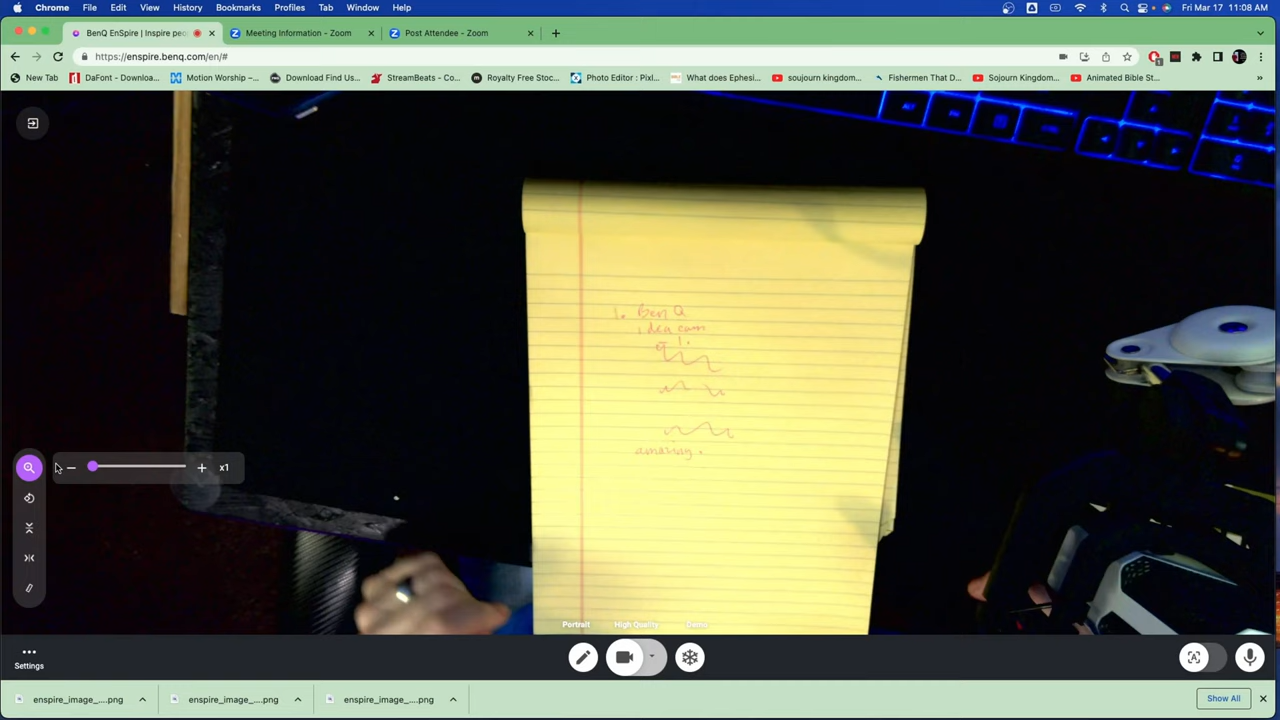 Chrome File Edit View History Bookmarks Profiles Tab Window Help Fri Mar 17 11:08 AM
BenQ EnSpire | Inspire peo Meeting Information - Zoom Post Attendee - Zoom
https://enspire.benq.com/en/#
New Tab DaFont - Downloa... Motion Worship –... Download Find Us... StreamBeats - Co... Royalty Free Stoc... Photo Editor : Pixl... What does Ephesi... soujourn kingdom... Fishermen That D... Sojourn Kingdom... Animated Bible St... »
1. Ben Q
idea cam
1.
amazing.
x1
Portrait High Quality Demo
Settings
A
enspire_image_....png enspire_image_....png enspire_image_....png Show All